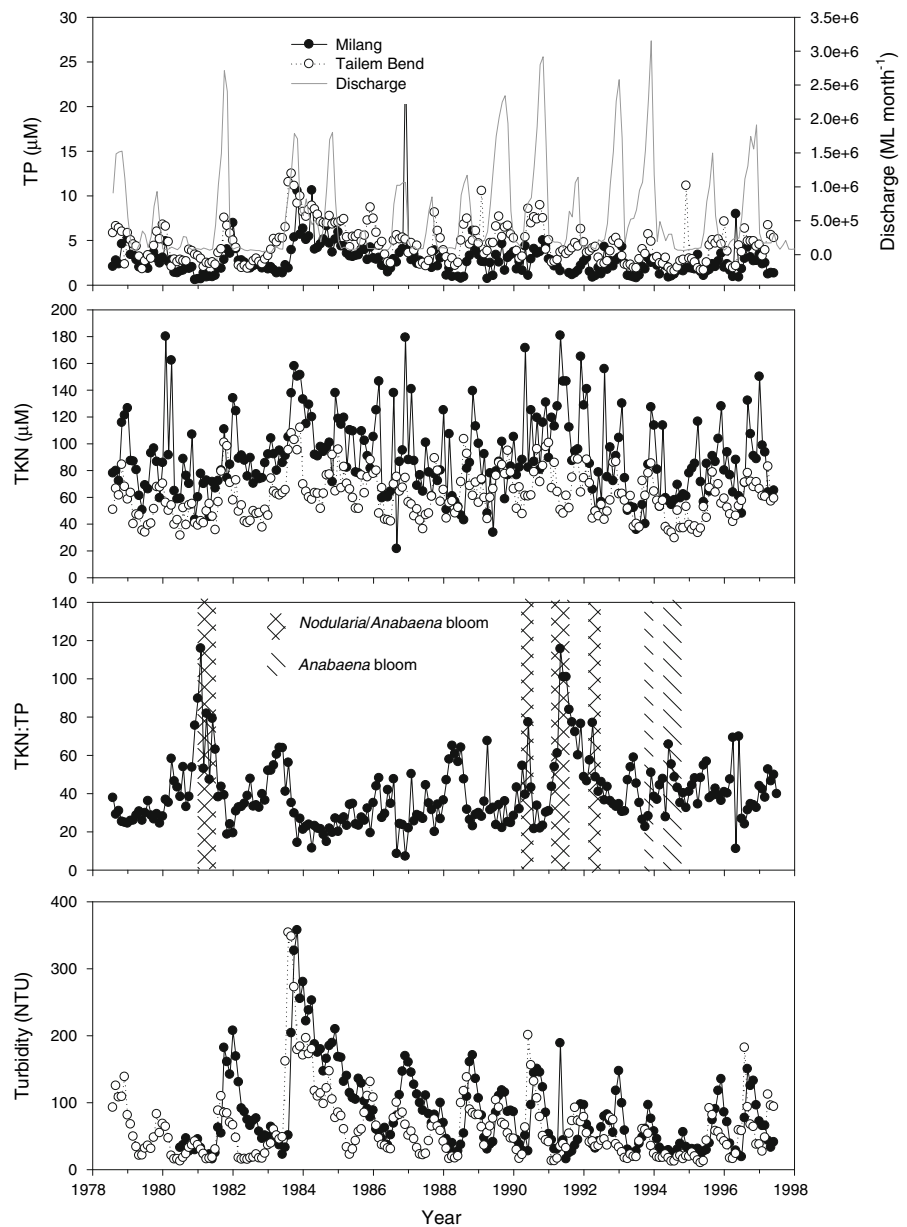 30
25
20
15
10
5
0
TP (μM)
Milang
Tailem Bend
Discharge
3.5e+6
3.0e+6
2.5e+6
2.0e+6
1.5e+6
1.0e+6
5.0e+5
0.0
Discharge (ML month⁻¹)
200
180
160
140
120
100
80
60
40
20
0
TKN (μM)
140
120
100
80
60
40
20
0
TKN:TP
Nodularia/Anabaena bloom
Anabaena bloom
400
300
200
100
0
Turbidity (NTU)
1978 1980 1982 1984 1986 1988 1990 1992 1994 1996 1998
Year